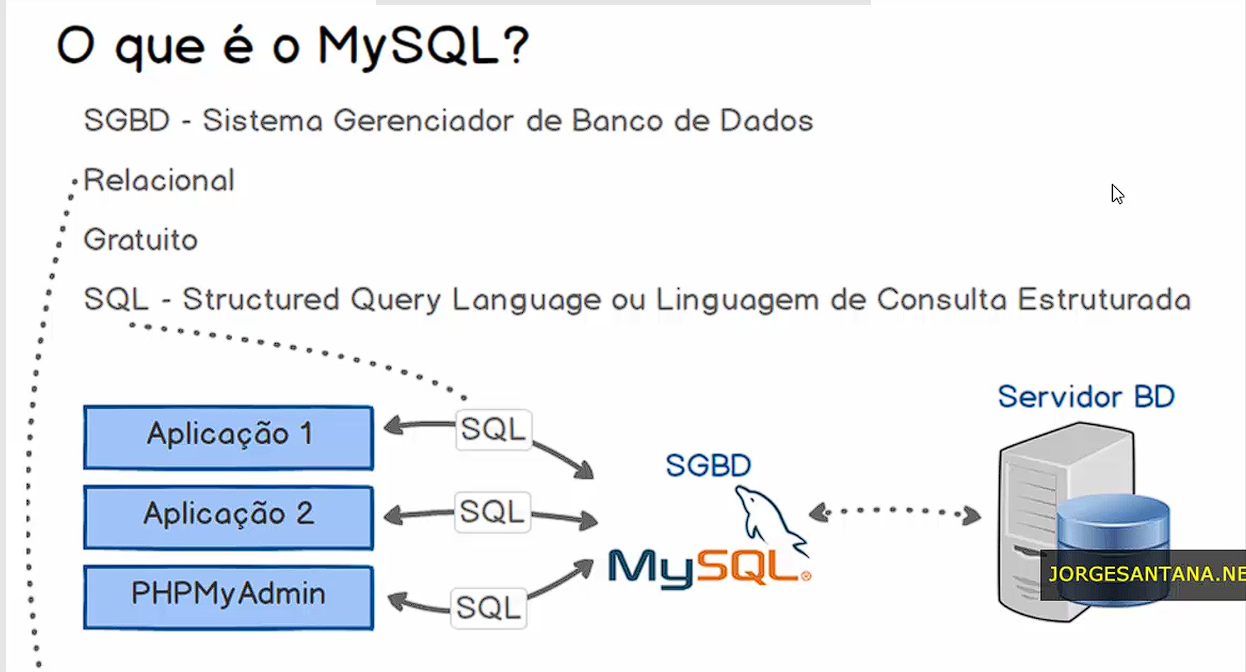 O que é o MySQL?
SGBD - Sistema Gerenciador de Banco de Dados
Relacional
Gratuito
SQL - Structured Query Language ou Linguagem de Consulta Estruturada
Servidor BD
Aplicação 1
SQL
SGBD
Aplicação 2
SQL
MySQL®
PHPMyAdmin
SQL
JORGESANTANA.NE